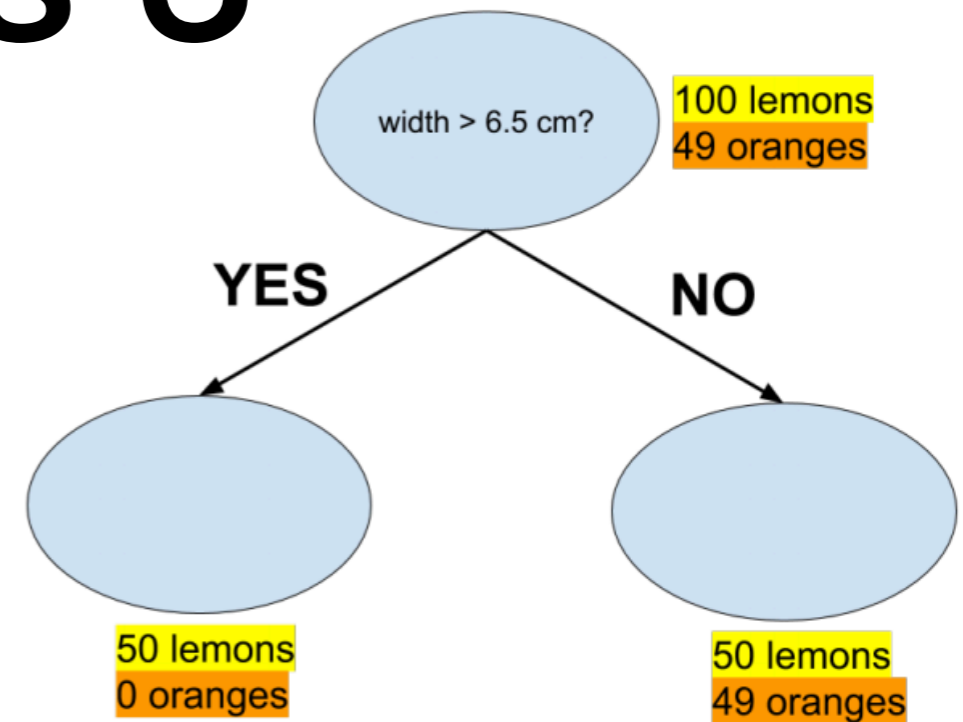 width > 6.5 cm?
100 lemons
49 oranges
YES
NO
50 lemons
0 oranges
50 lemons
49 oranges